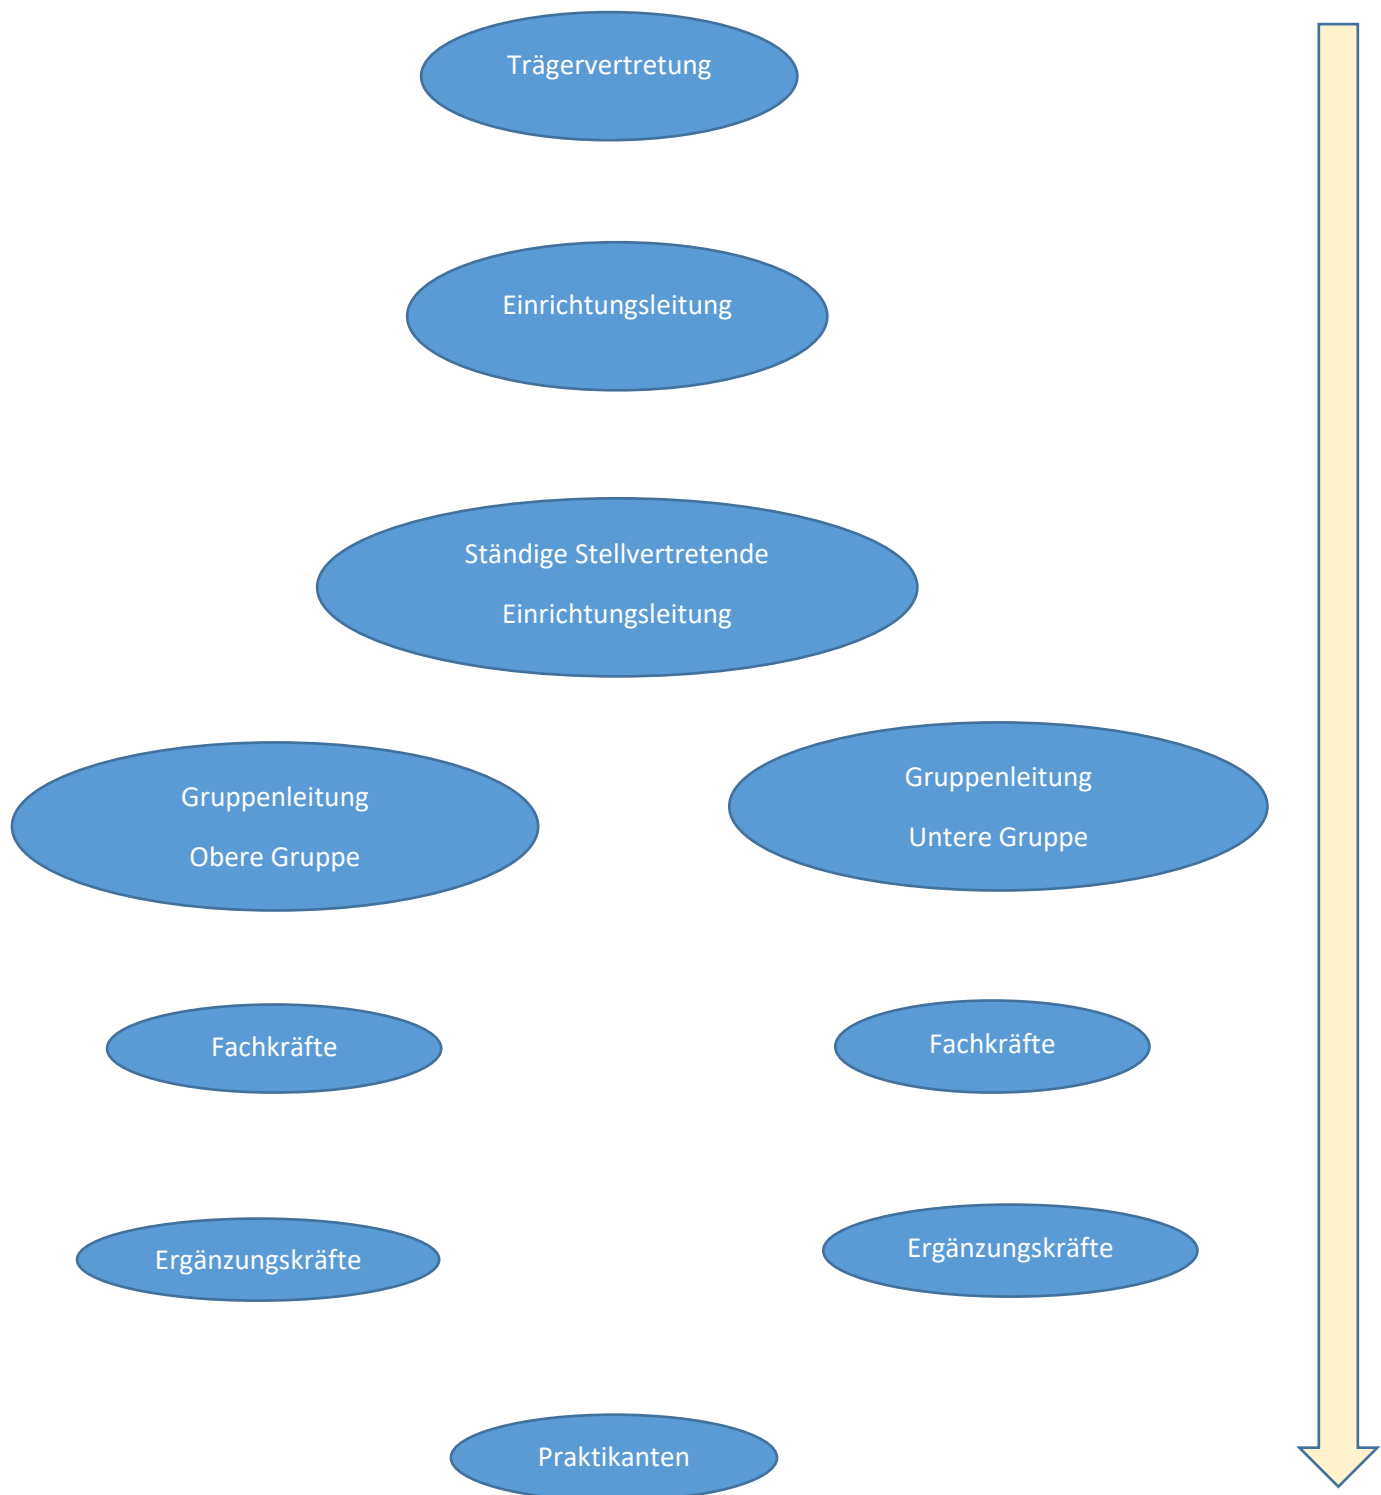 Trägervertretung
Einrichtungsleitung
Ständige Stellvertretende
Einrichtungsleitung
Gruppenleitung
Obere Gruppe
Gruppenleitung
Untere Gruppe
Fachkräfte
Fachkräfte
Ergänzungskräfte
Ergänzungskräfte
Praktikanten